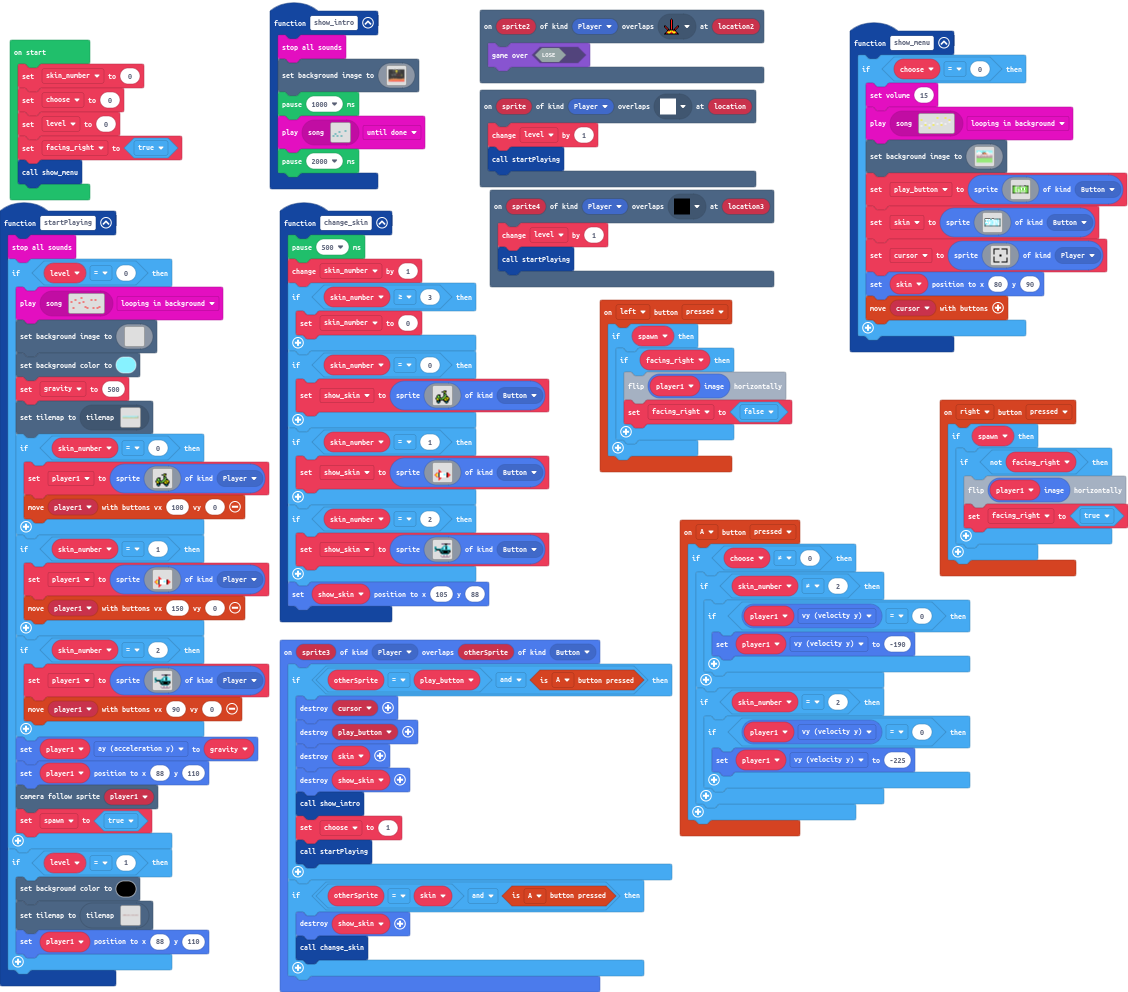 on start
set skin_number to 0
set choose to 0
set level to 0
set facing_right to true
call show_menu
function show_intro
stop all sounds
set background image to
pause 1000 ms
play song until done
pause 2000 ms
on sprite2 of kind Player overlaps at location2
game over LOSE
on sprite of kind Player overlaps at location
change level by 1
call startPlaying
on sprite4 of kind Player overlaps at location3
change level by 1
call startPlaying
function show_menu
if choose = 0 then
set volume 15
play song looping in background
set background image to
set play_button to sprite of kind Button
set skin to sprite of kind Button
set cursor to sprite of kind Player
set skin position to x 80 y 90
move cursor with buttons
function startPlaying
stop all sounds
if level = 0 then
play song looping in background
set background image to
set background color to
set gravity to 500
set tilemap to tilemap
if skin_number = 0 then
set player1 to sprite of kind Player
move player1 with buttons vx 100 vy 0
if skin_number = 1 then
set player1 to sprite of kind Player
move player1 with buttons vx 150 vy 0
if skin_number = 2 then
set player1 to sprite of kind Player
move player1 with buttons vx 90 vy 0
set player1 ay (acceleration y) to gravity
set player1 position to x 88 y 110
camera follow sprite player1
set spawn to true
if level = 1 then
set background color to
set tilemap to tilemap
set player1 position to x 88 y 110
function change_skin
pause 500 ms
change skin_number by 1
if skin_number ≥ 3 then
set skin_number to 0
if skin_number = 0 then
set show_skin to sprite of kind Button
if skin_number = 1 then
set show_skin to sprite of kind Button
if skin_number = 2 then
set show_skin to sprite of kind Button
set show_skin position to x 105 y 88
on sprite3 of kind Player overlaps otherSprite of kind Button
if otherSprite = play_button and is A button pressed then
destroy cursor
destroy play_button
destroy skin
destroy show_skin
call show_intro
set choose to 1
call startPlaying
if otherSprite = skin and is A button pressed then
destroy show_skin
call change_skin
on left button pressed
if spawn then
if facing_right then
flip player1 image horizontally
set facing_right to false
on right button pressed
if spawn then
if not facing_right then
flip player1 image horizontally
set facing_right to true
on A button pressed
if choose ≠ 0 then
if skin_number ≠ 2 then
if player1 vy (velocity y) = 0 then
set player1 vy (velocity y) to -190
if skin_number = 2 then
if player1 vy (velocity y) = 0 then
set player1 vy (velocity y) to -225